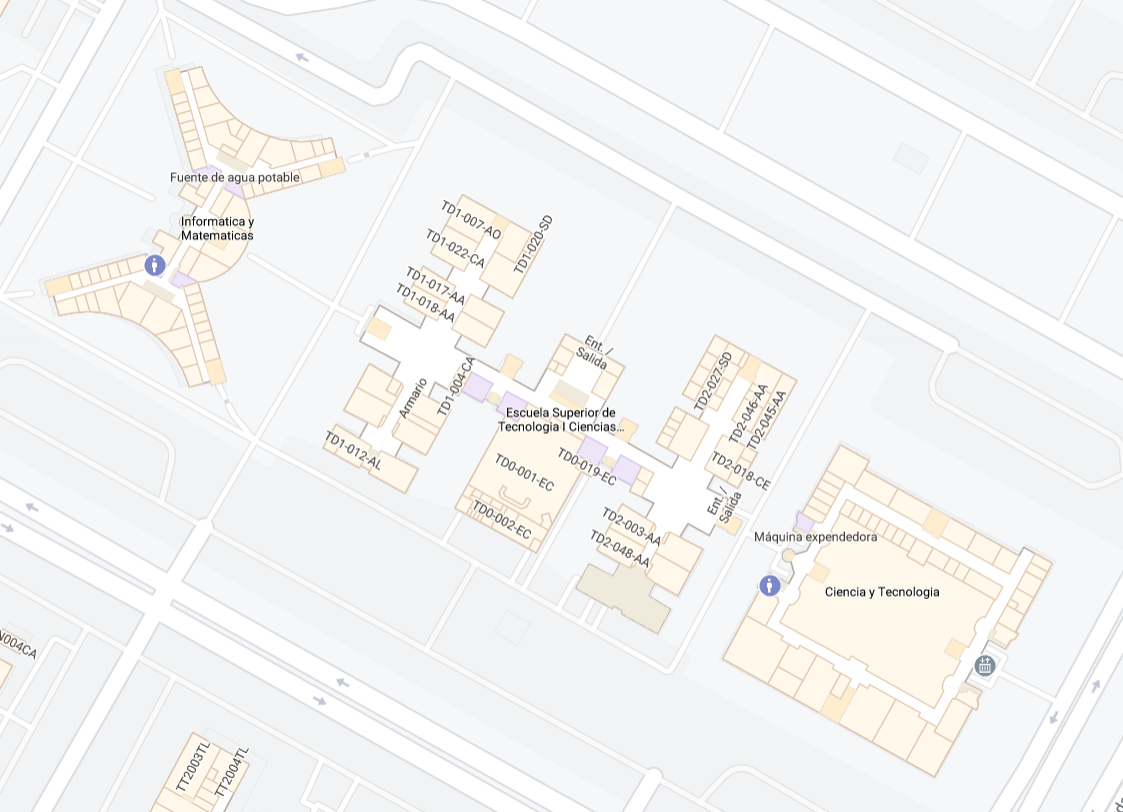 Fuente de agua potable
Informatica y
Matematicas
TD1-007-AO
TD1-022-CA
TD1-020-SD
TD1-017-AA
TD1-018-AA
Ent. /
Salida
TD1-004-CA
Armario
TD1-012-AL
Escuela Superior de
Tecnologia I Ciencias...
TD0-019-EC
TD0-001-EC
TD0-002-EC
TD2-027-SD
TD2-046-AA
TD2-045-AA
TD2-018-CE
Ent. /
Salida
TD2-003-AA
TD2-048-AA
Máquina expendedora
Ciencia y Tecnologia
N004CA
TT2003TL
TT2004TL